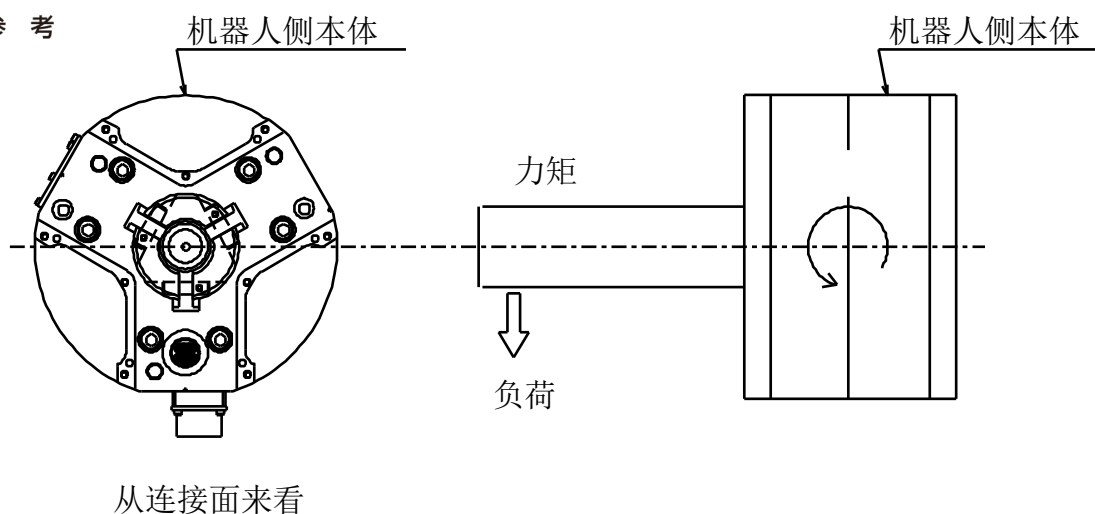 参 考
机器人侧本体
机器人侧本体
力矩
负荷
从连接面来看